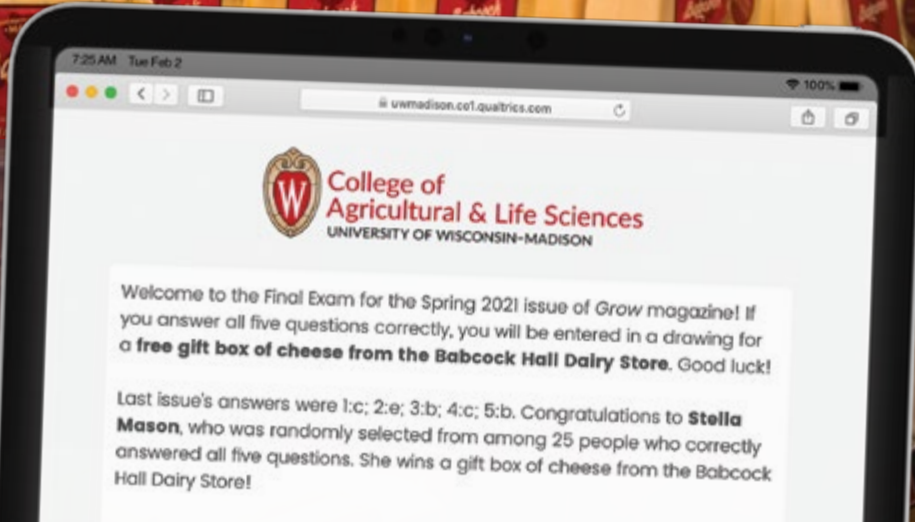 7:25 AM Tue Feb 2
100%
uwmadison.co1.qualtrics.com
W
College of
Agricultural & Life Sciences
UNIVERSITY OF WISCONSIN–MADISON
Welcome to the Final Exam for the Spring 2021 issue of Grow magazine! If
you answer all five questions correctly, you will be entered in a drawing for
a free gift box of cheese from the Babcock Hall Dairy Store. Good luck!
Last issue's answers were 1:c; 2:e; 3:b; 4:c; 5:b. Congratulations to Stella
Mason, who was randomly selected from among 25 people who correctly
answered all five questions. She wins a gift box of cheese from the Babcock
Hall Dairy Store!